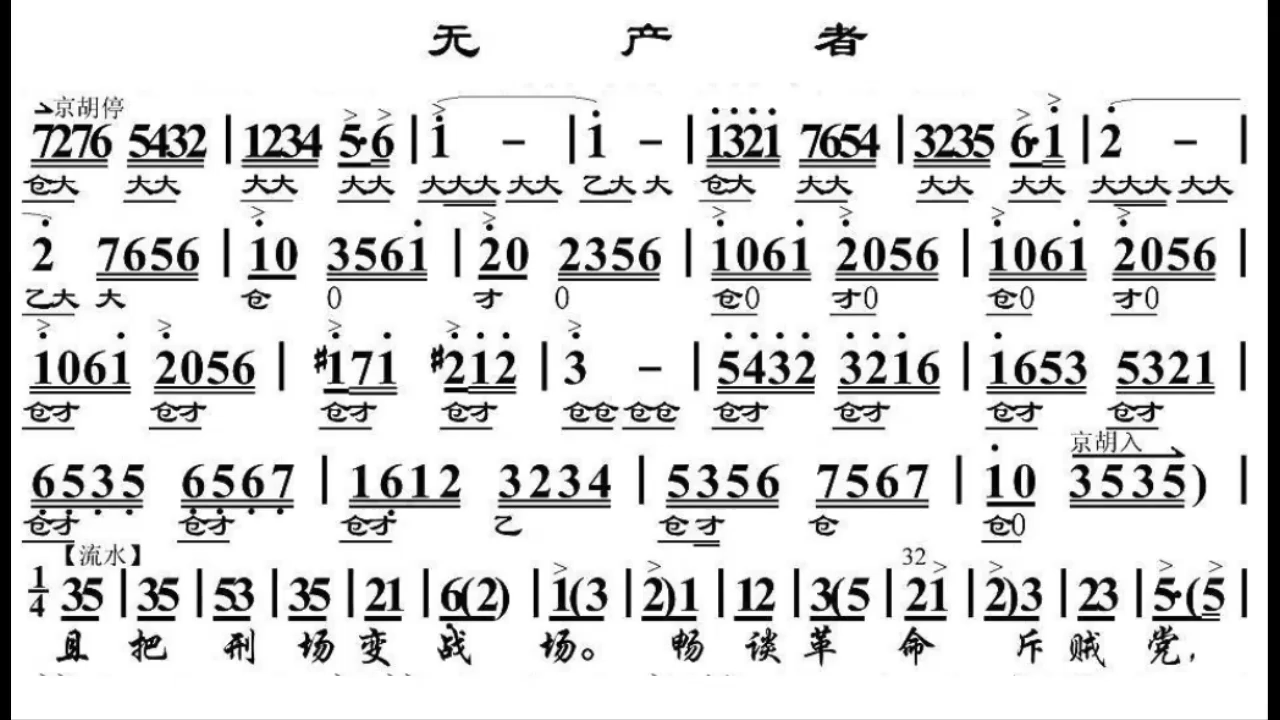 无 产 者
京胡停
7276 5432 | 1234 5·6 | 1 – | 1 – | 1321 7654 | 3235 6·1 | 2 – |
仓大 大大 大大 大大 大大大 大大 乙大 大 仓大 大大 大大 大大 大大大 大大
2 7656 | 10 3561 | 20 2356 | 1061 2056 | 1061 2056 |
乙大 大 仓 0 才 0 仓0 才0 仓0 才0
1061 2056 | #171 #212 | 3 – | 5432 3216 | 1653 5321 |
仓才 仓才 仓才 仓才 仓仓 仓仓 仓才 仓才 仓才 仓才
京胡入
6535 6567 | 1612 3234 | 5356 7567 | 10 3535) |
仓才 仓才 仓才 乙 仓才 仓 仓0
【流水】 32
1/4 35 | 35 | 53 | 35 | 21 | 6(2) | 1(3 | 2)1 | 12 | 3(5 | 21 | 2)3 | 23 | 5·(5 |
且 把 刑 场 变 战 场。 畅 谈 革 命 斥 贼 党，